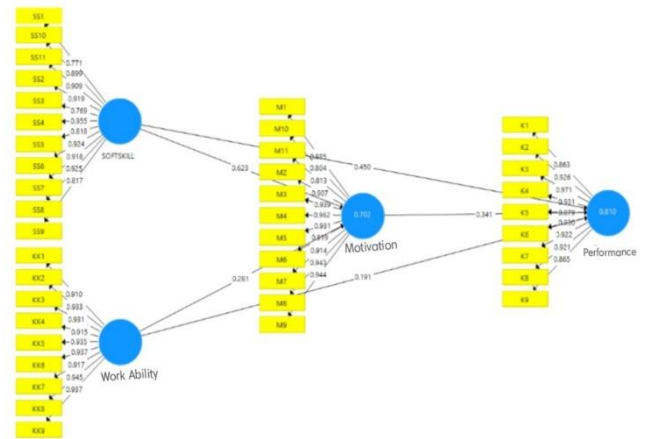 SS1
SS10
SS11
SS2
SS3
SS4
SS5
SS6
SS7
SS8
SS9
0.771
0.899
0.909
0.919
0.769
0.955
0.818
0.924
0.918
0.925
0.817
SOFTSKILL
KK1
KK2
KK3
KK4
KK5
KK6
KK7
KK8
KK9
0.910
0.933
0.931
0.915
0.935
0.937
0.917
0.945
0.937
Work Ability
0.623
0.450
0.281
0.191
0.341
M1
M10
M11
M2
M3
M4
M5
M6
M7
M8
M9
0.804
0.813
0.907
0.939
0.962
0.931
0.914
0.943
0.944
0.702
Motivation
K1
K2
K3
K4
K5
K6
K7
K8
K9
0.863
0.926
0.971
0.931
0.922
0.921
0.865
0.810
Performance